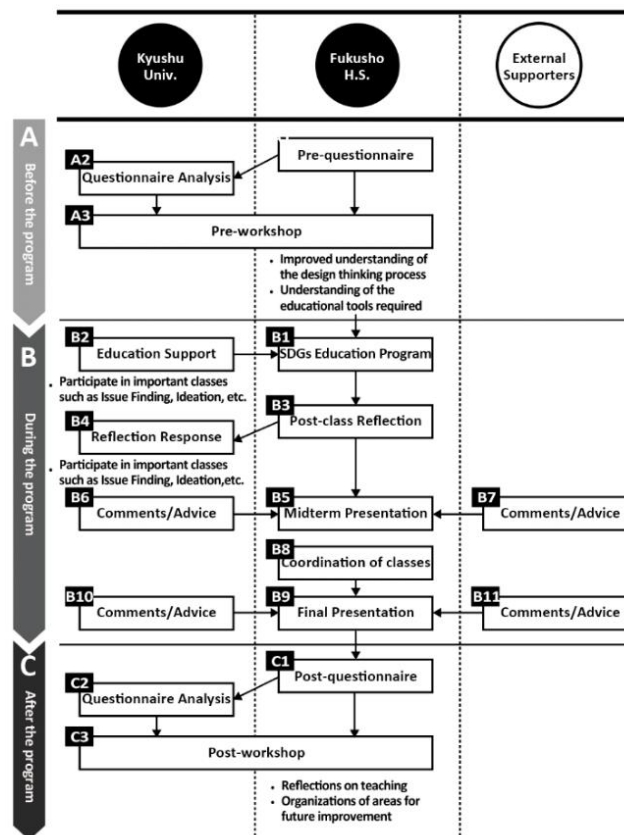 Kyushu
Univ.
Fukusho
H.S.
External
Supporters
A
Before the program
Pre-questionnaire
A2
Questionnaire Analysis
A3
Pre-workshop
• Improved understanding of
the design thinking process
• Understanding of the
educational tools required
B
During the program
B2
Education Support
B1
SDGs Education Program
• Participate in important classes
such as Issue Finding, Ideation, etc.
B3
Post-class Reflection
B4
Reflection Response
• Participate in important classes
such as Issue Finding, Ideation,etc.
B6
Comments/Advice
B5
Midterm Presentation
B7
Comments/Advice
B8
Coordination of classes
B10
Comments/Advice
B9
Final Presentation
B11
Comments/Advice
C
After the program
C1
Post-questionnaire
C2
Questionnaire Analysis
C3
Post-workshop
• Reflections on teaching
• Organizations of areas for
future improvement